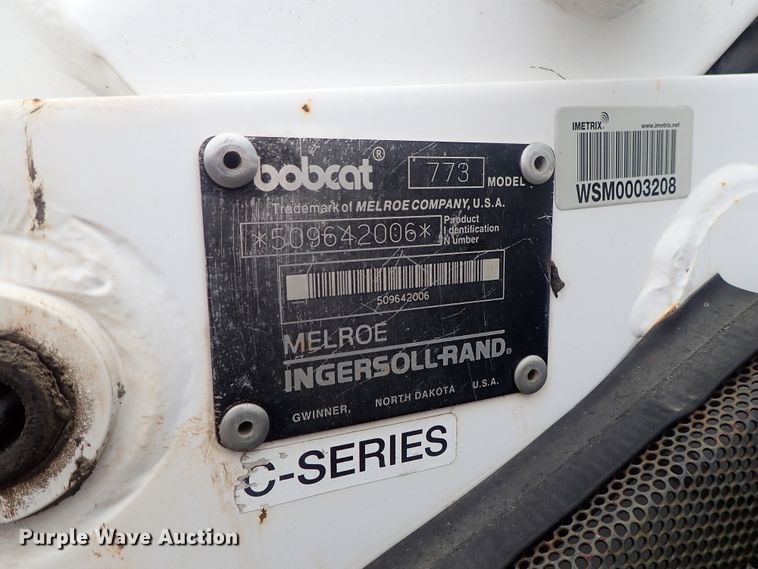 bobcat® 773 MODEL
Trademark of MELROE COMPANY, U.S.A.
*509642006* Product
Identification
Number
509642006
MELROE
INGERSOLL-RAND®
GWINNER, NORTH DAKOTA U.S.A.
C-SERIES
IMETRIX www.imetrix.net
WSM0003208
Purple Wave Auction